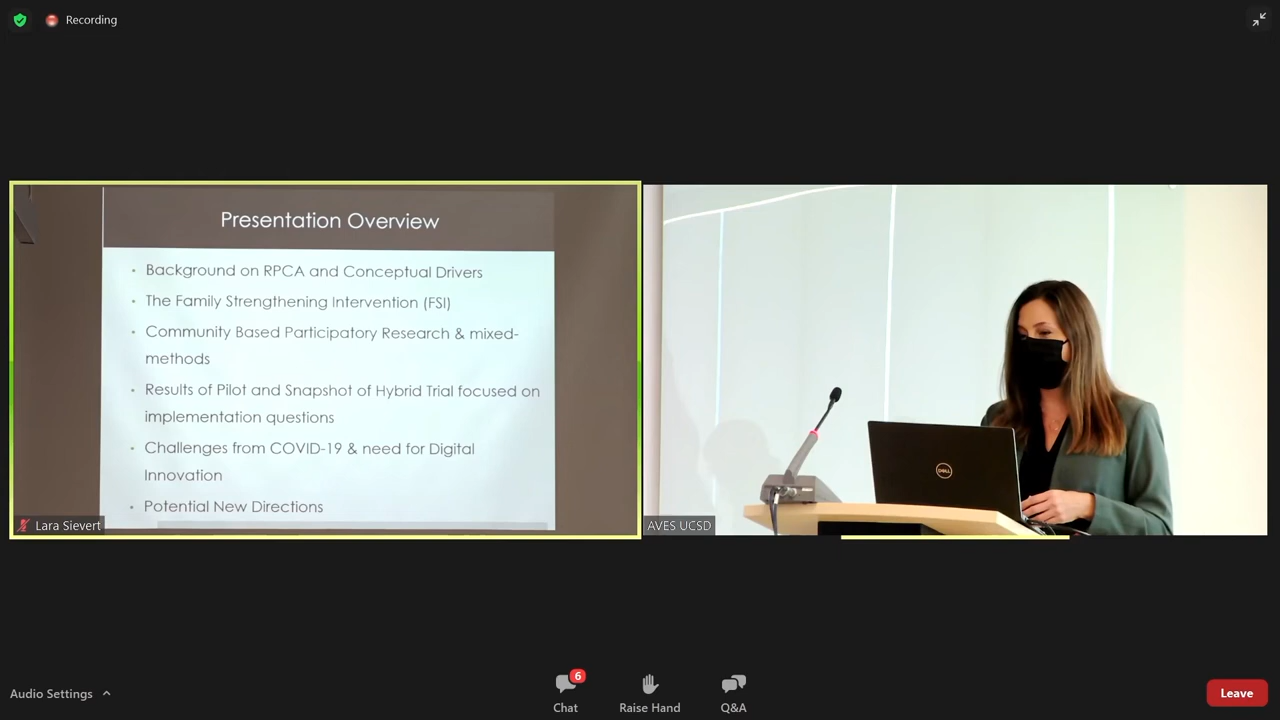 Recording
Presentation Overview
• Background on RPCA and Conceptual Drivers
• The Family Strengthening Intervention (FSI)
• Community Based Participatory Research & mixed-
methods
• Results of Pilot and Snapshot of Hybrid Trial focused on
implementation questions
• Challenges from COVID-19 & need for Digital
Innovation
• Potential New Directions
Lara Sievert
DELL
AVES UCSD
Audio Settings
6
Chat
Raise Hand
Q&A
Leave